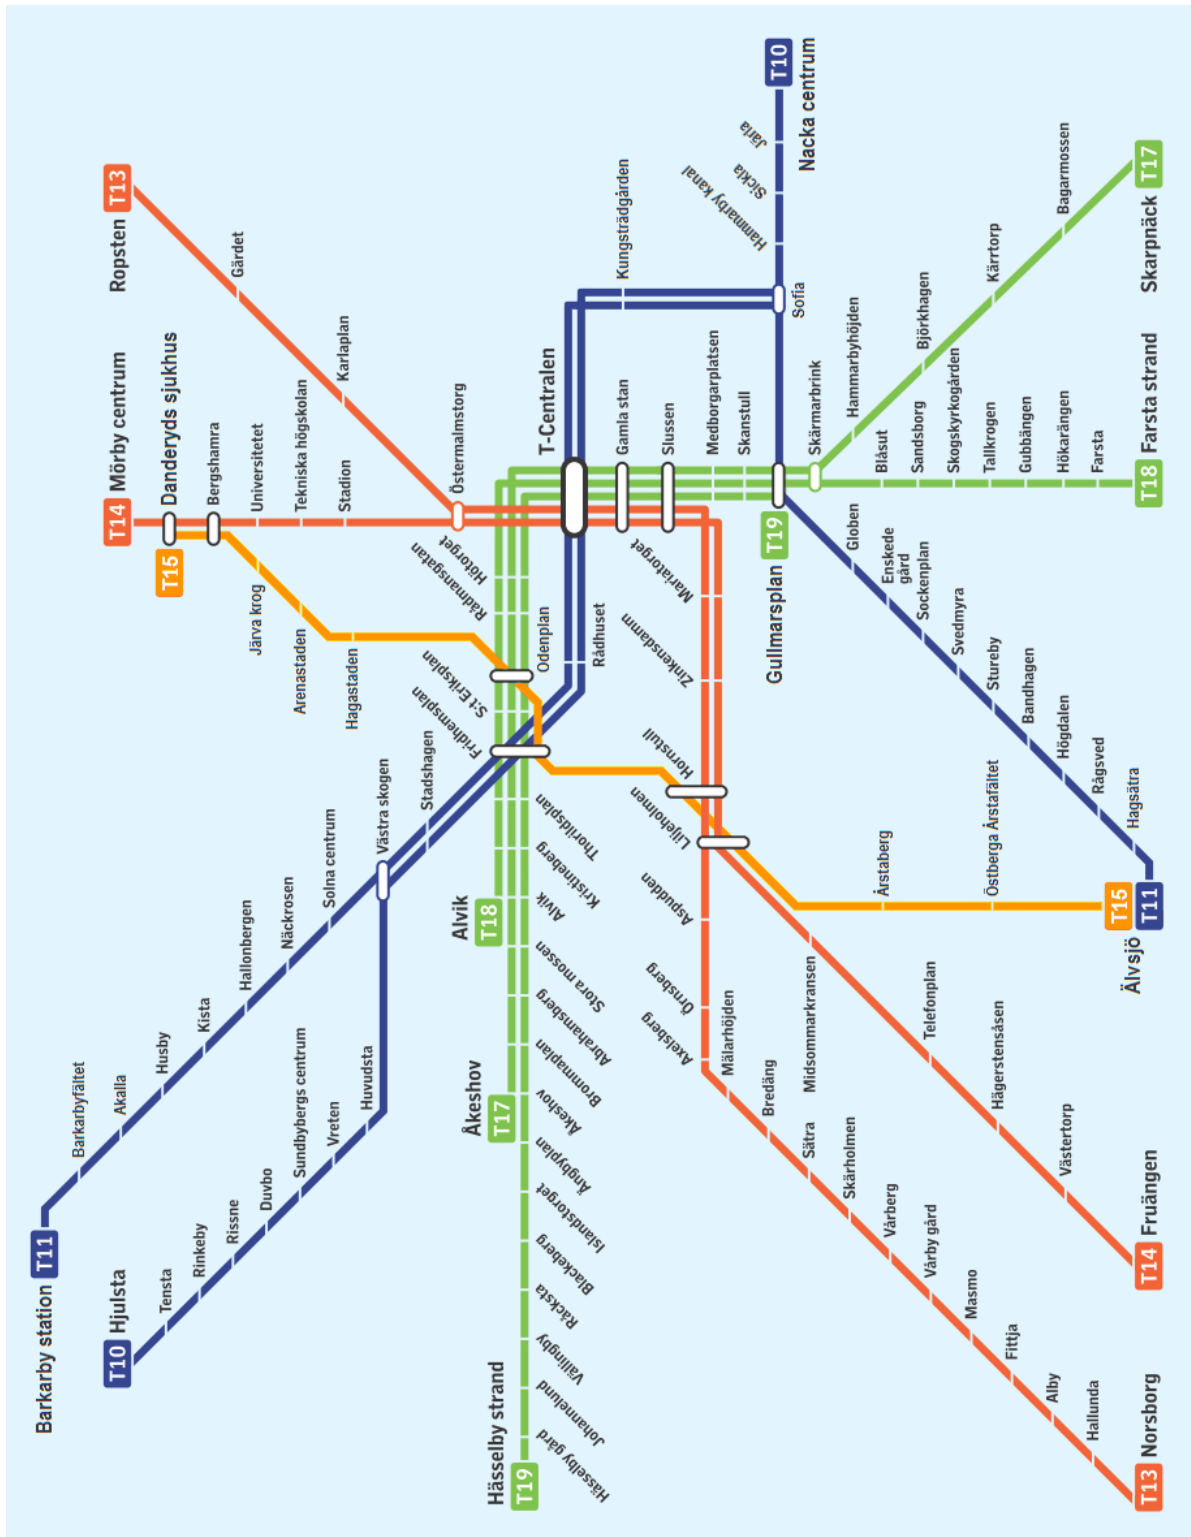 T10
Nacka centrum
Järla
Sickla
Hammarby kanal
Sofia
Kungsträdgården
T-Centralen
Rådhuset
Fridhemsplan
Stadshagen
Västra skogen
Solna centrum
Näckrosen
Hallonbergen
Kista
Husby
Akalla
Barkarbyfältet
T11
Barkarby station
Huvudsta
Vreten
Sundbybergs centrum
Duvbo
Rissne
Rinkeby
Tensta
T10 Hjulsta
T13
Ropsten
Gärdet
Karlaplan
Östermalmstorg
T14 Mörby centrum
Danderyds sjukhus
T15
Bergshamra
Universitetet
Tekniska högskolan
Stadion
Järva krog
Arenastaden
Hagastaden
Odenplan
Hötorget
Rådmansgatan
S:t Eriksplan
Thorildsplan
Kristineberg
Alvik
Alvik
T18
Stora mossen
Abrahamsberg
Brommaplan
Åkeshov
Åkeshov
T17
Ängbyplan
Islandstorget
Blackeberg
Råcksta
Vällingby
Johannelund
Hässelby gård
Hässelby strand
T19
Gamla stan
Slussen
Medborgarplatsen
Skanstull
T19
Gullmarsplan
Skärmarbrink
Hammarbyhöjden
Björkhagen
Kärrtorp
Bagarmossen
T17
Skarpnäck
Blåsut
Sandsborg
Skogskyrkogården
Tallkrogen
Gubbängen
Hökarängen
Farsta
T18 Farsta strand
Globen
Enskede
gård
Sockenplan
Svedmyra
Stureby
Bandhagen
Högdalen
Rågsved
Hagsätra
T15
T11
Älvsjö
Östberga Årstafältet
Årstaberg
Mariatorget
Zinkensdamm
Hornstull
Liljeholmen
Aspudden
Örnsberg
Axelsberg
Mälarhöjden
Bredäng
Sätra
Skärholmen
Vårberg
Vårby gård
Masmo
Fittja
Alby
Hallunda
T13 Norsborg
Midsommarkransen
Telefonplan
Hägerstensåsen
Västertorp
T14 Fruängen